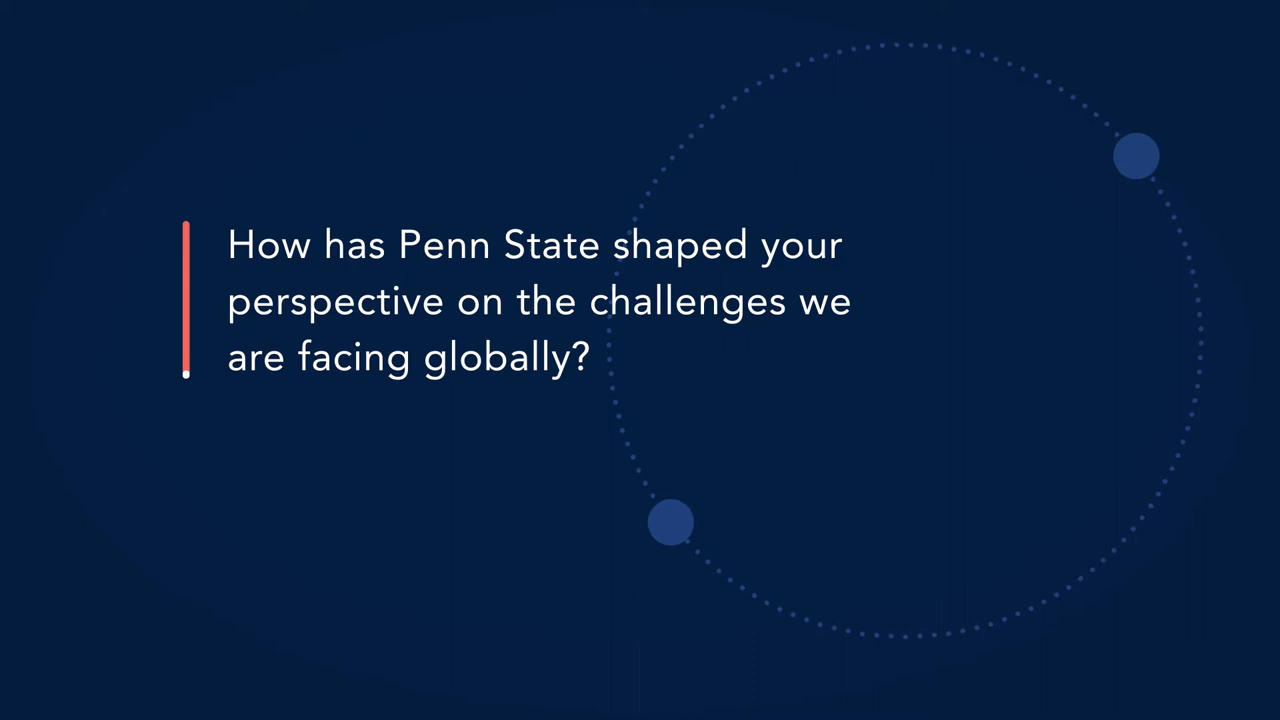 How has Penn State shaped your
perspective on the challenges we
are facing globally?